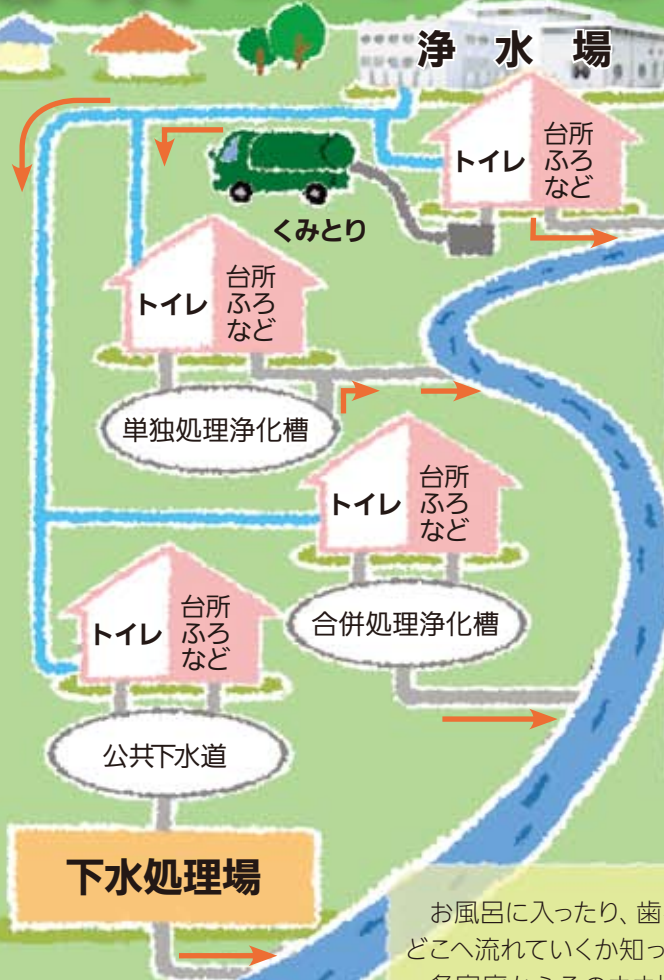 浄水場
トイレ
台所
ふろ
など
くみとり
トイレ
台所
ふろ
など
単独処理浄化槽
トイレ
台所
ふろ
など
合併処理浄化槽
トイレ
台所
ふろ
など
公共下水道
下水処理場
お風呂に入ったり、歯
どこへ流れていくか知っ